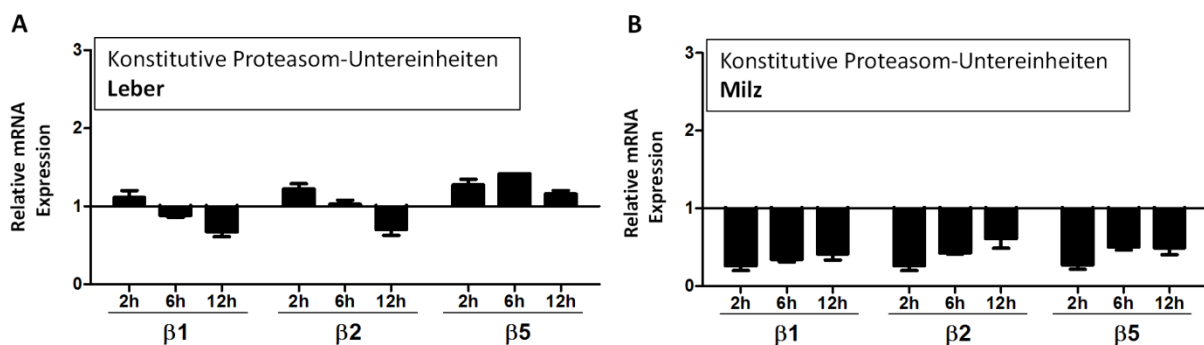 A
Relative mRNA
Expression
3
2
1
0
Konstitutive Proteasom-Untereinheiten
Leber
2h 6h 12h 2h 6h 12h 2h 6h 12h
β1 β2 β5
B
Relative mRNA
Expression
3
2
1
0
Konstitutive Proteasom-Untereinheiten
Milz
2h 6h 12h 2h 6h 12h 2h 6h 12h
β1 β2 β5